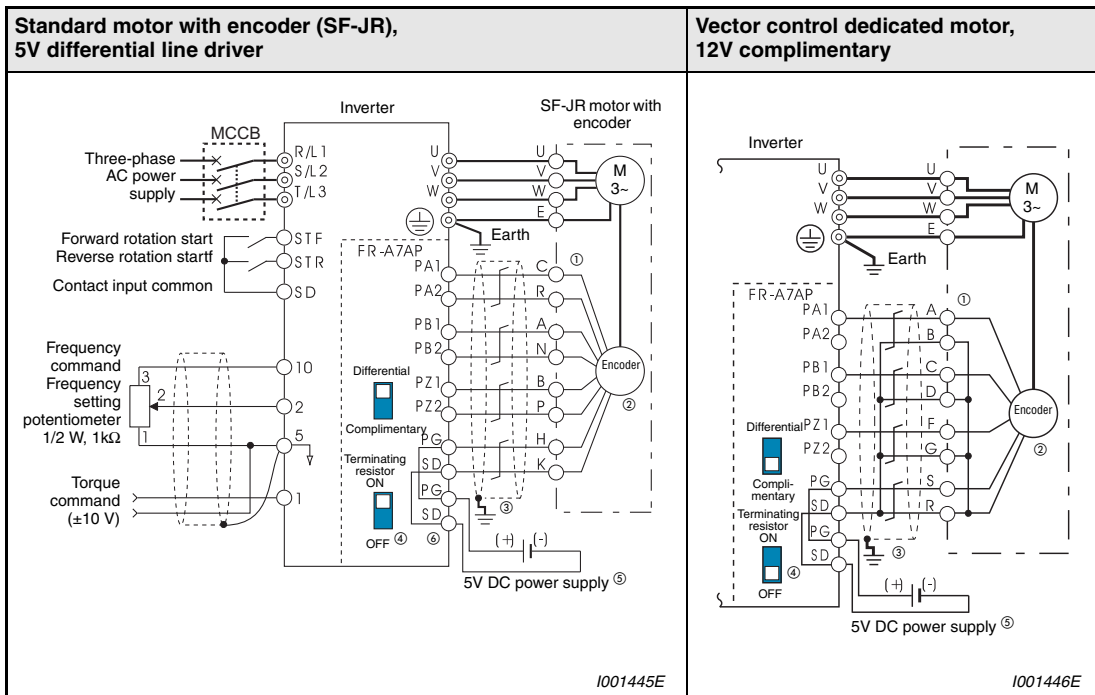 Standard motor with encoder (SF-JR),
5V differential line driver
Vector control dedicated motor,
12V complimentary
Inverter
SF-JR motor with
encoder
MCCB
Three-phase
AC power
supply
R/L1
S/L2
T/L3
U
V
W
U
V
W
E
M
3~
Earth
Forward rotation start
Reverse rotation startf
Contact input common
STF
STR
SD
FR-A7AP
PA1
PA2
PB1
PB2
PZ1
PZ2
PG
SD
PG
SD
C
R
A
N
B
P
H
K
①
Encoder
②
Differential
Complimentary
Terminating
resistor
ON
OFF ④
③
⑥
Frequency
command
Frequency
setting
potentiometer
1/2 W, 1kΩ
3
2
1
10
2
5
1
Torque
command
(±10 V)
(+) (-)
5V DC power supply ⑤
I001445E
Inverter
U
V
W
U
V
W
E
M
3~
Earth
FR-A7AP
PA1
PA2
PB1
PB2
PZ1
PZ2
PG
SD
PG
SD
A
B
C
D
F
G
S
R
①
Encoder
②
Differential
Compli-
mentary
Terminating
resistor
ON
④
OFF
③
(+) (-)
5V DC power supply ⑤
I001446E